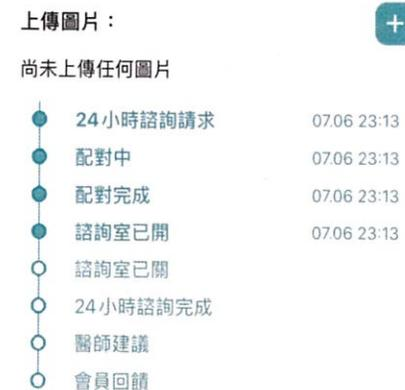 上傳圖片：
+
尚未上傳任何圖片
24小時諮詢請求 07.06 23:13
配對中 07.06 23:13
配對完成 07.06 23:13
諮詢室已開 07.06 23:13
諮詢室已關
24小時諮詢完成
醫師建議
會員回饋